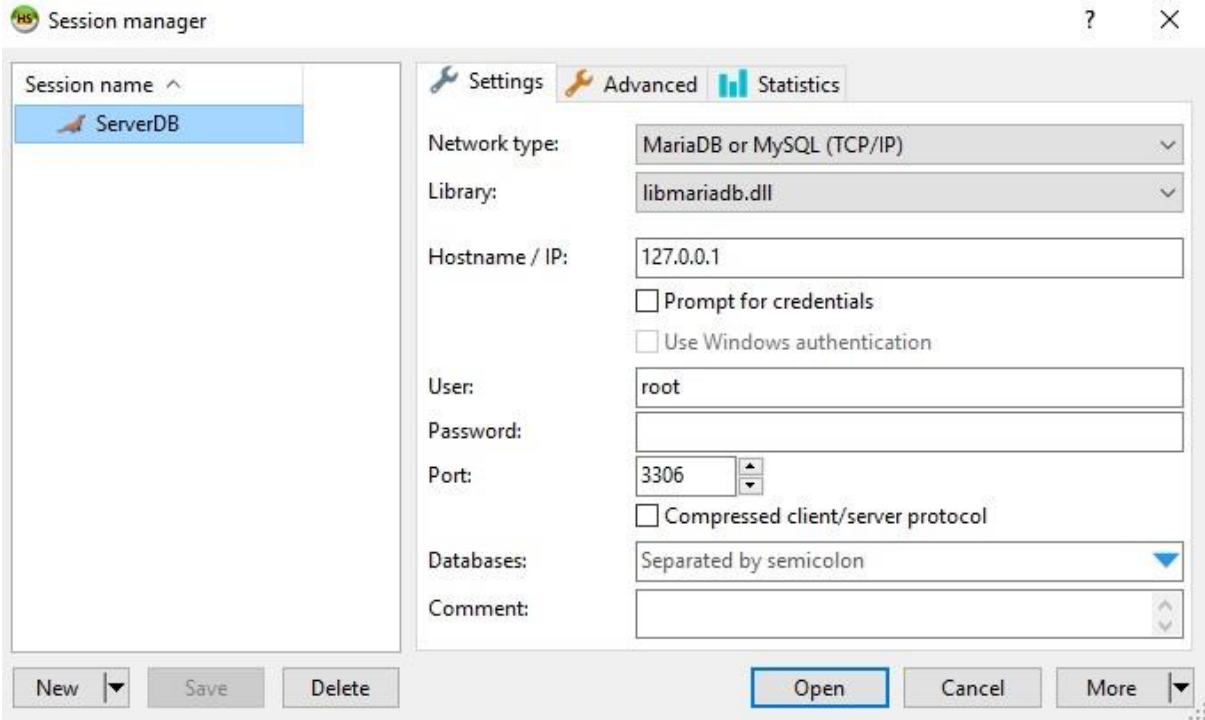 HS Session manager ?
Session name
ServerDB
Settings Advanced Statistics
Network type: MariaDB or MySQL (TCP/IP)
Library: libmariadb.dll
Hostname / IP: 127.0.0.1
Prompt for credentials
Use Windows authentication
User: root
Password:
Port: 3306
Compressed client/server protocol
Databases: Separated by semicolon
Comment:
New Save Delete Open Cancel More